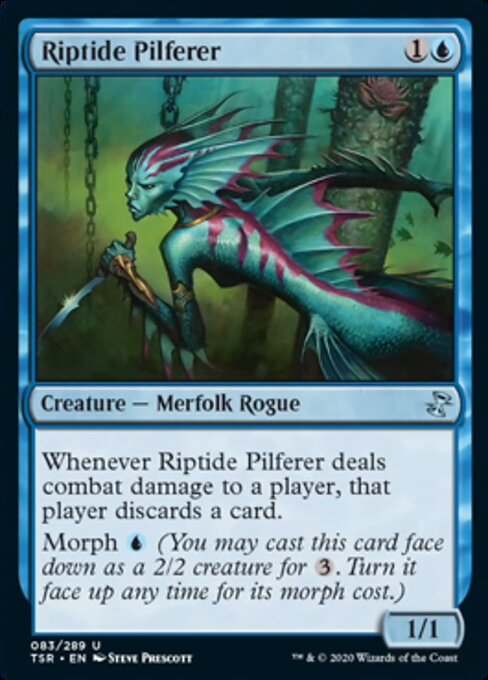 Riptide Pilferer 1
Creature — Merfolk Rogue
Whenever Riptide Pilferer deals
combat damage to a player, that
player discards a card.
Morph (You may cast this card face
down as a 2/2 creature for 3. Turn it
face up any time for its morph cost.)
1/1
083/289 U
TSR • EN Steve Prescott
™ & © 2020 Wizards of the Coast